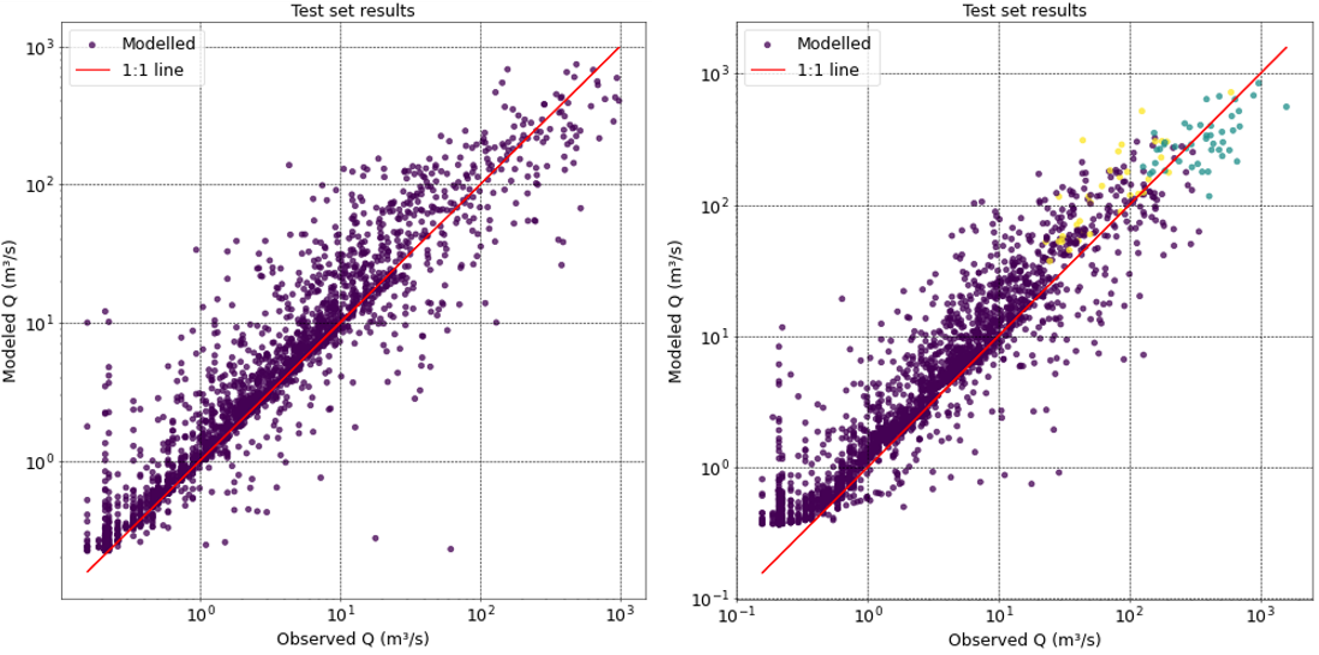 Test set results
Modelled
1:1 line
10³
10²
10¹
10⁰
Modeled Q (m³/s)
10⁰ 10¹ 10² 10³
Observed Q (m³/s)
Test set results
Modelled
1:1 line
10³
10²
10¹
10⁰
10⁻¹
Modeled Q (m³/s)
10⁻¹ 10⁰ 10¹ 10² 10³
Observed Q (m³/s)